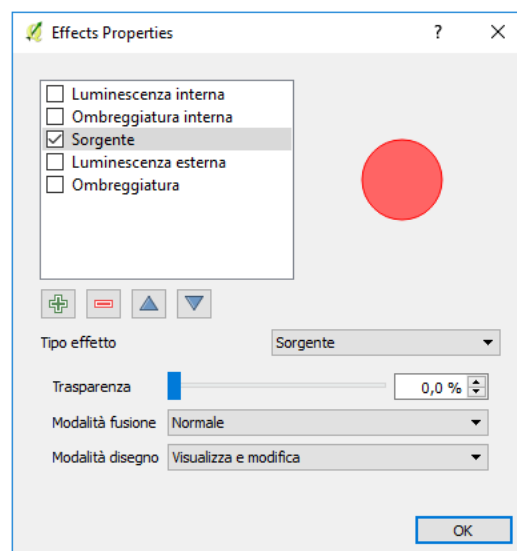 Effects Properties
?
Luminescenza interna
Ombreggiatura interna
Sorgente
Luminescenza esterna
Ombreggiatura
Tipo effetto Sorgente
Trasparenza 0,0 %
Modalità fusione Normale
Modalità disegno Visualizza e modifica
OK